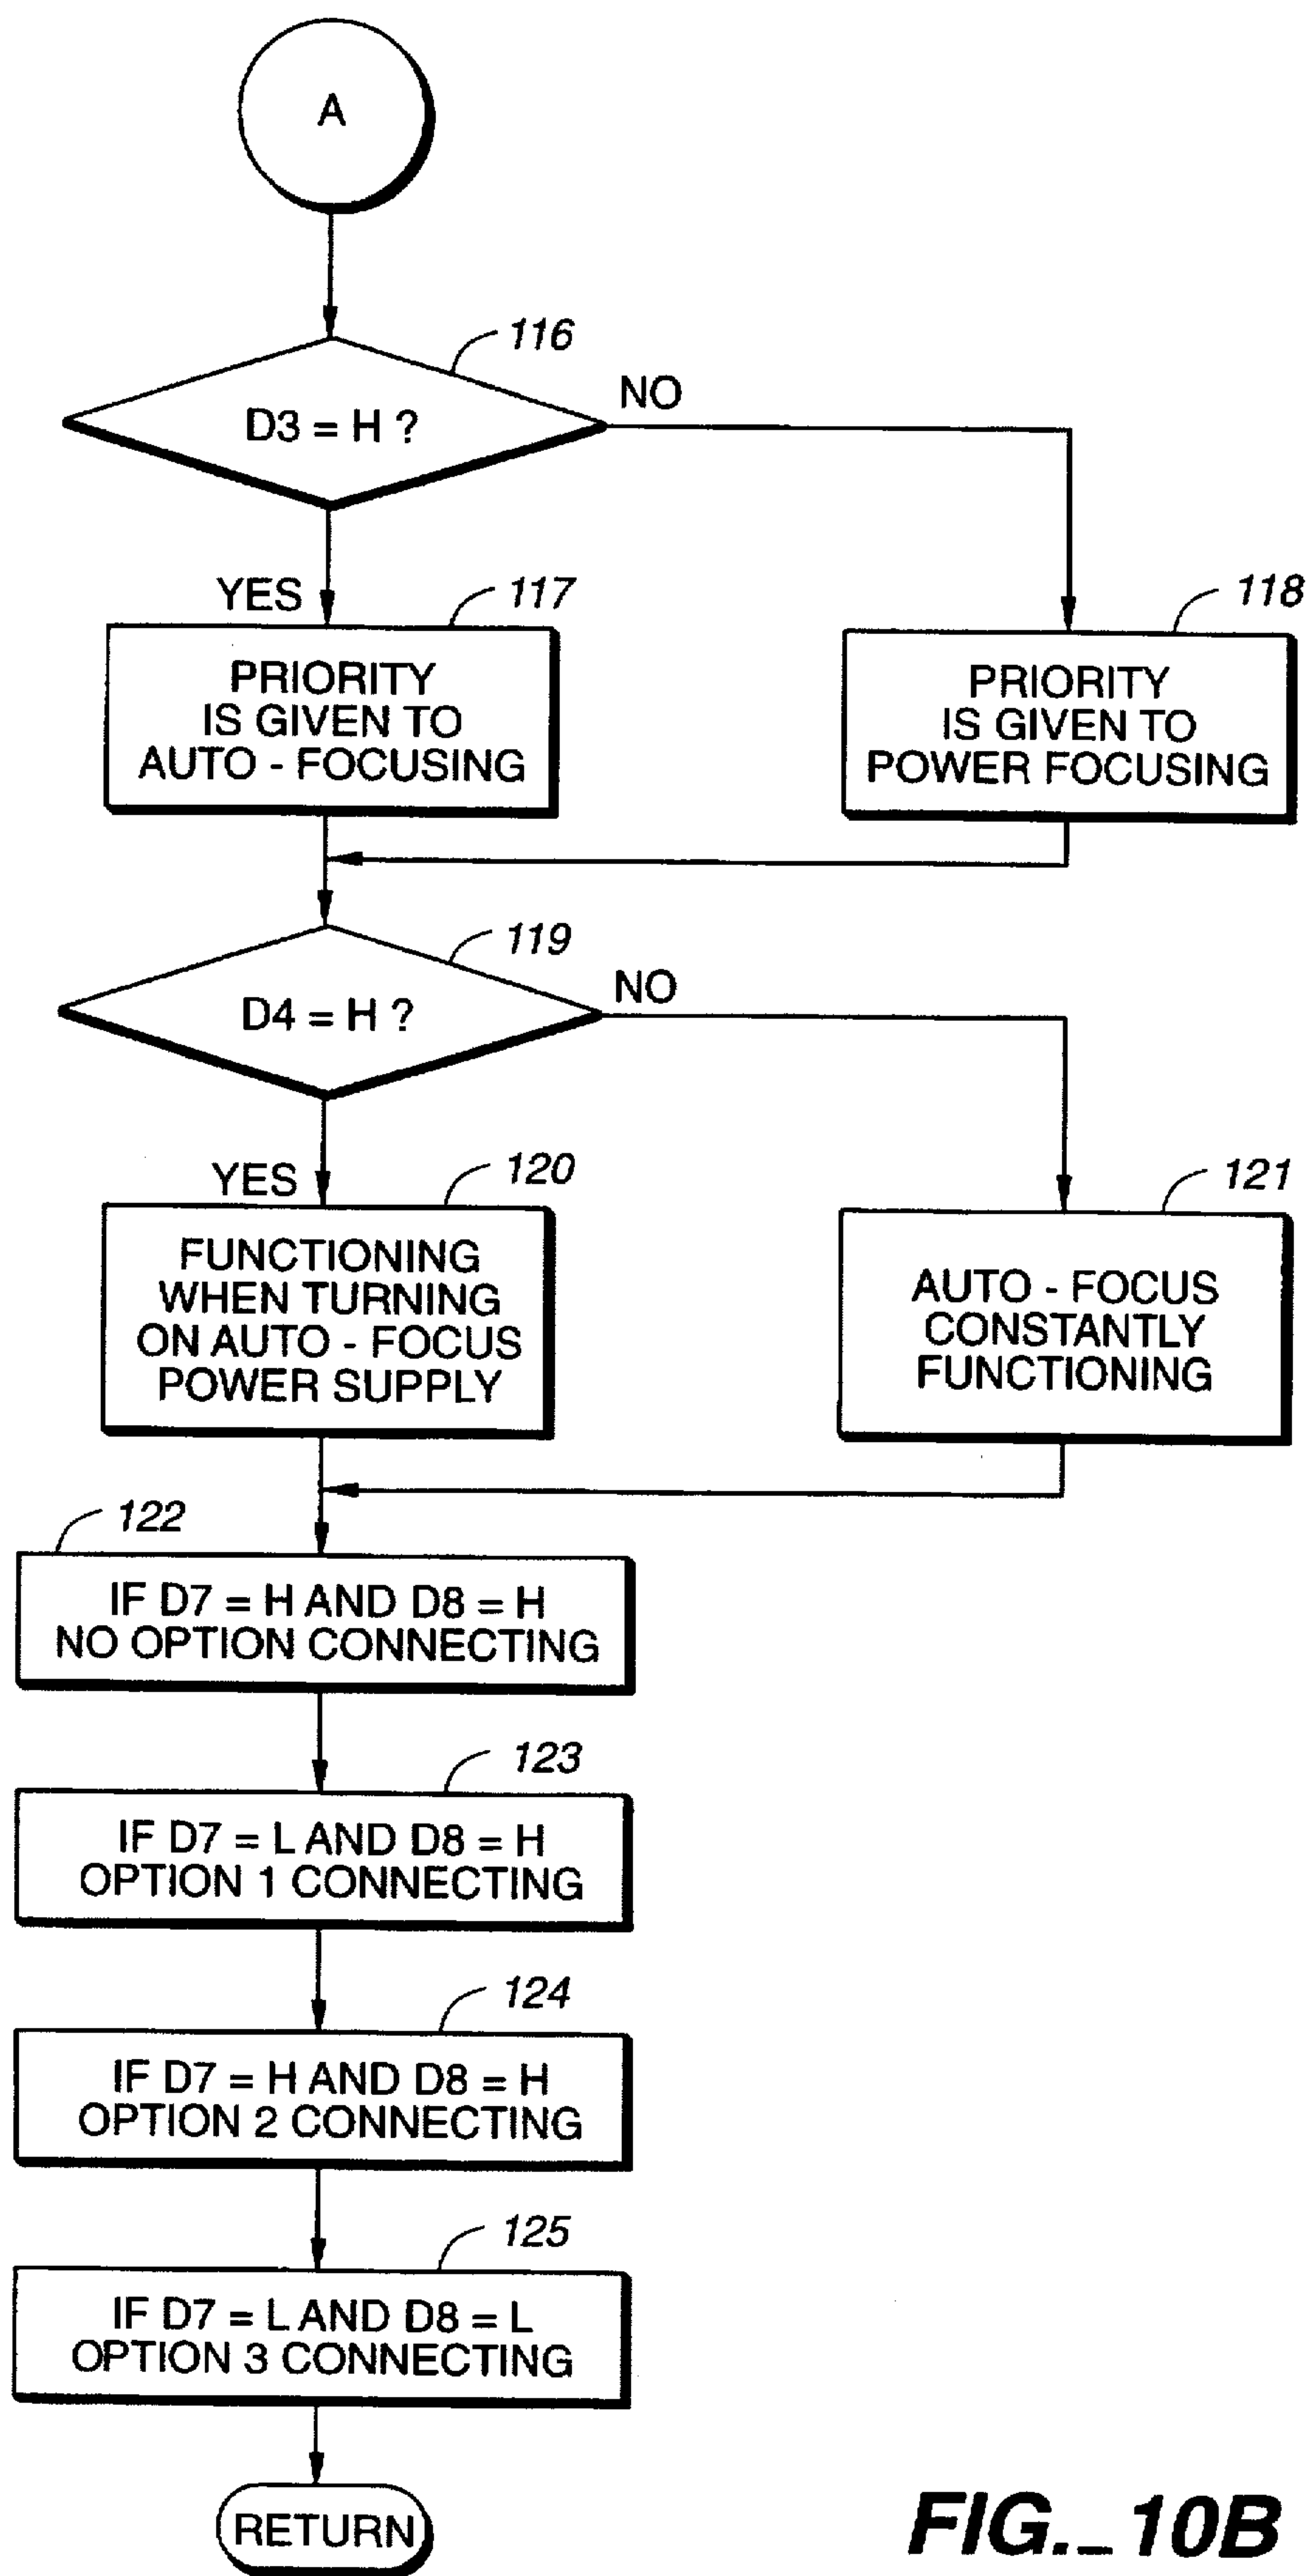 A
116
D3 = H ?
NO
YES
117
PRIORITY
IS GIVEN TO
AUTO - FOCUSING
118
PRIORITY
IS GIVEN TO
POWER FOCUSING
119
D4 = H ?
NO
YES
120
FUNCTIONING
WHEN TURNING
ON AUTO - FOCUS
POWER SUPPLY
121
AUTO - FOCUS
CONSTANTLY
FUNCTIONING
122
IF D7 = H AND D8 = H
NO OPTION CONNECTING
123
IF D7 = L AND D8 = H
OPTION 1 CONNECTING
124
IF D7 = H AND D8 = H
OPTION 2 CONNECTING
125
IF D7 = L AND D8 = L
OPTION 3 CONNECTING
RETURN
FIG._10B